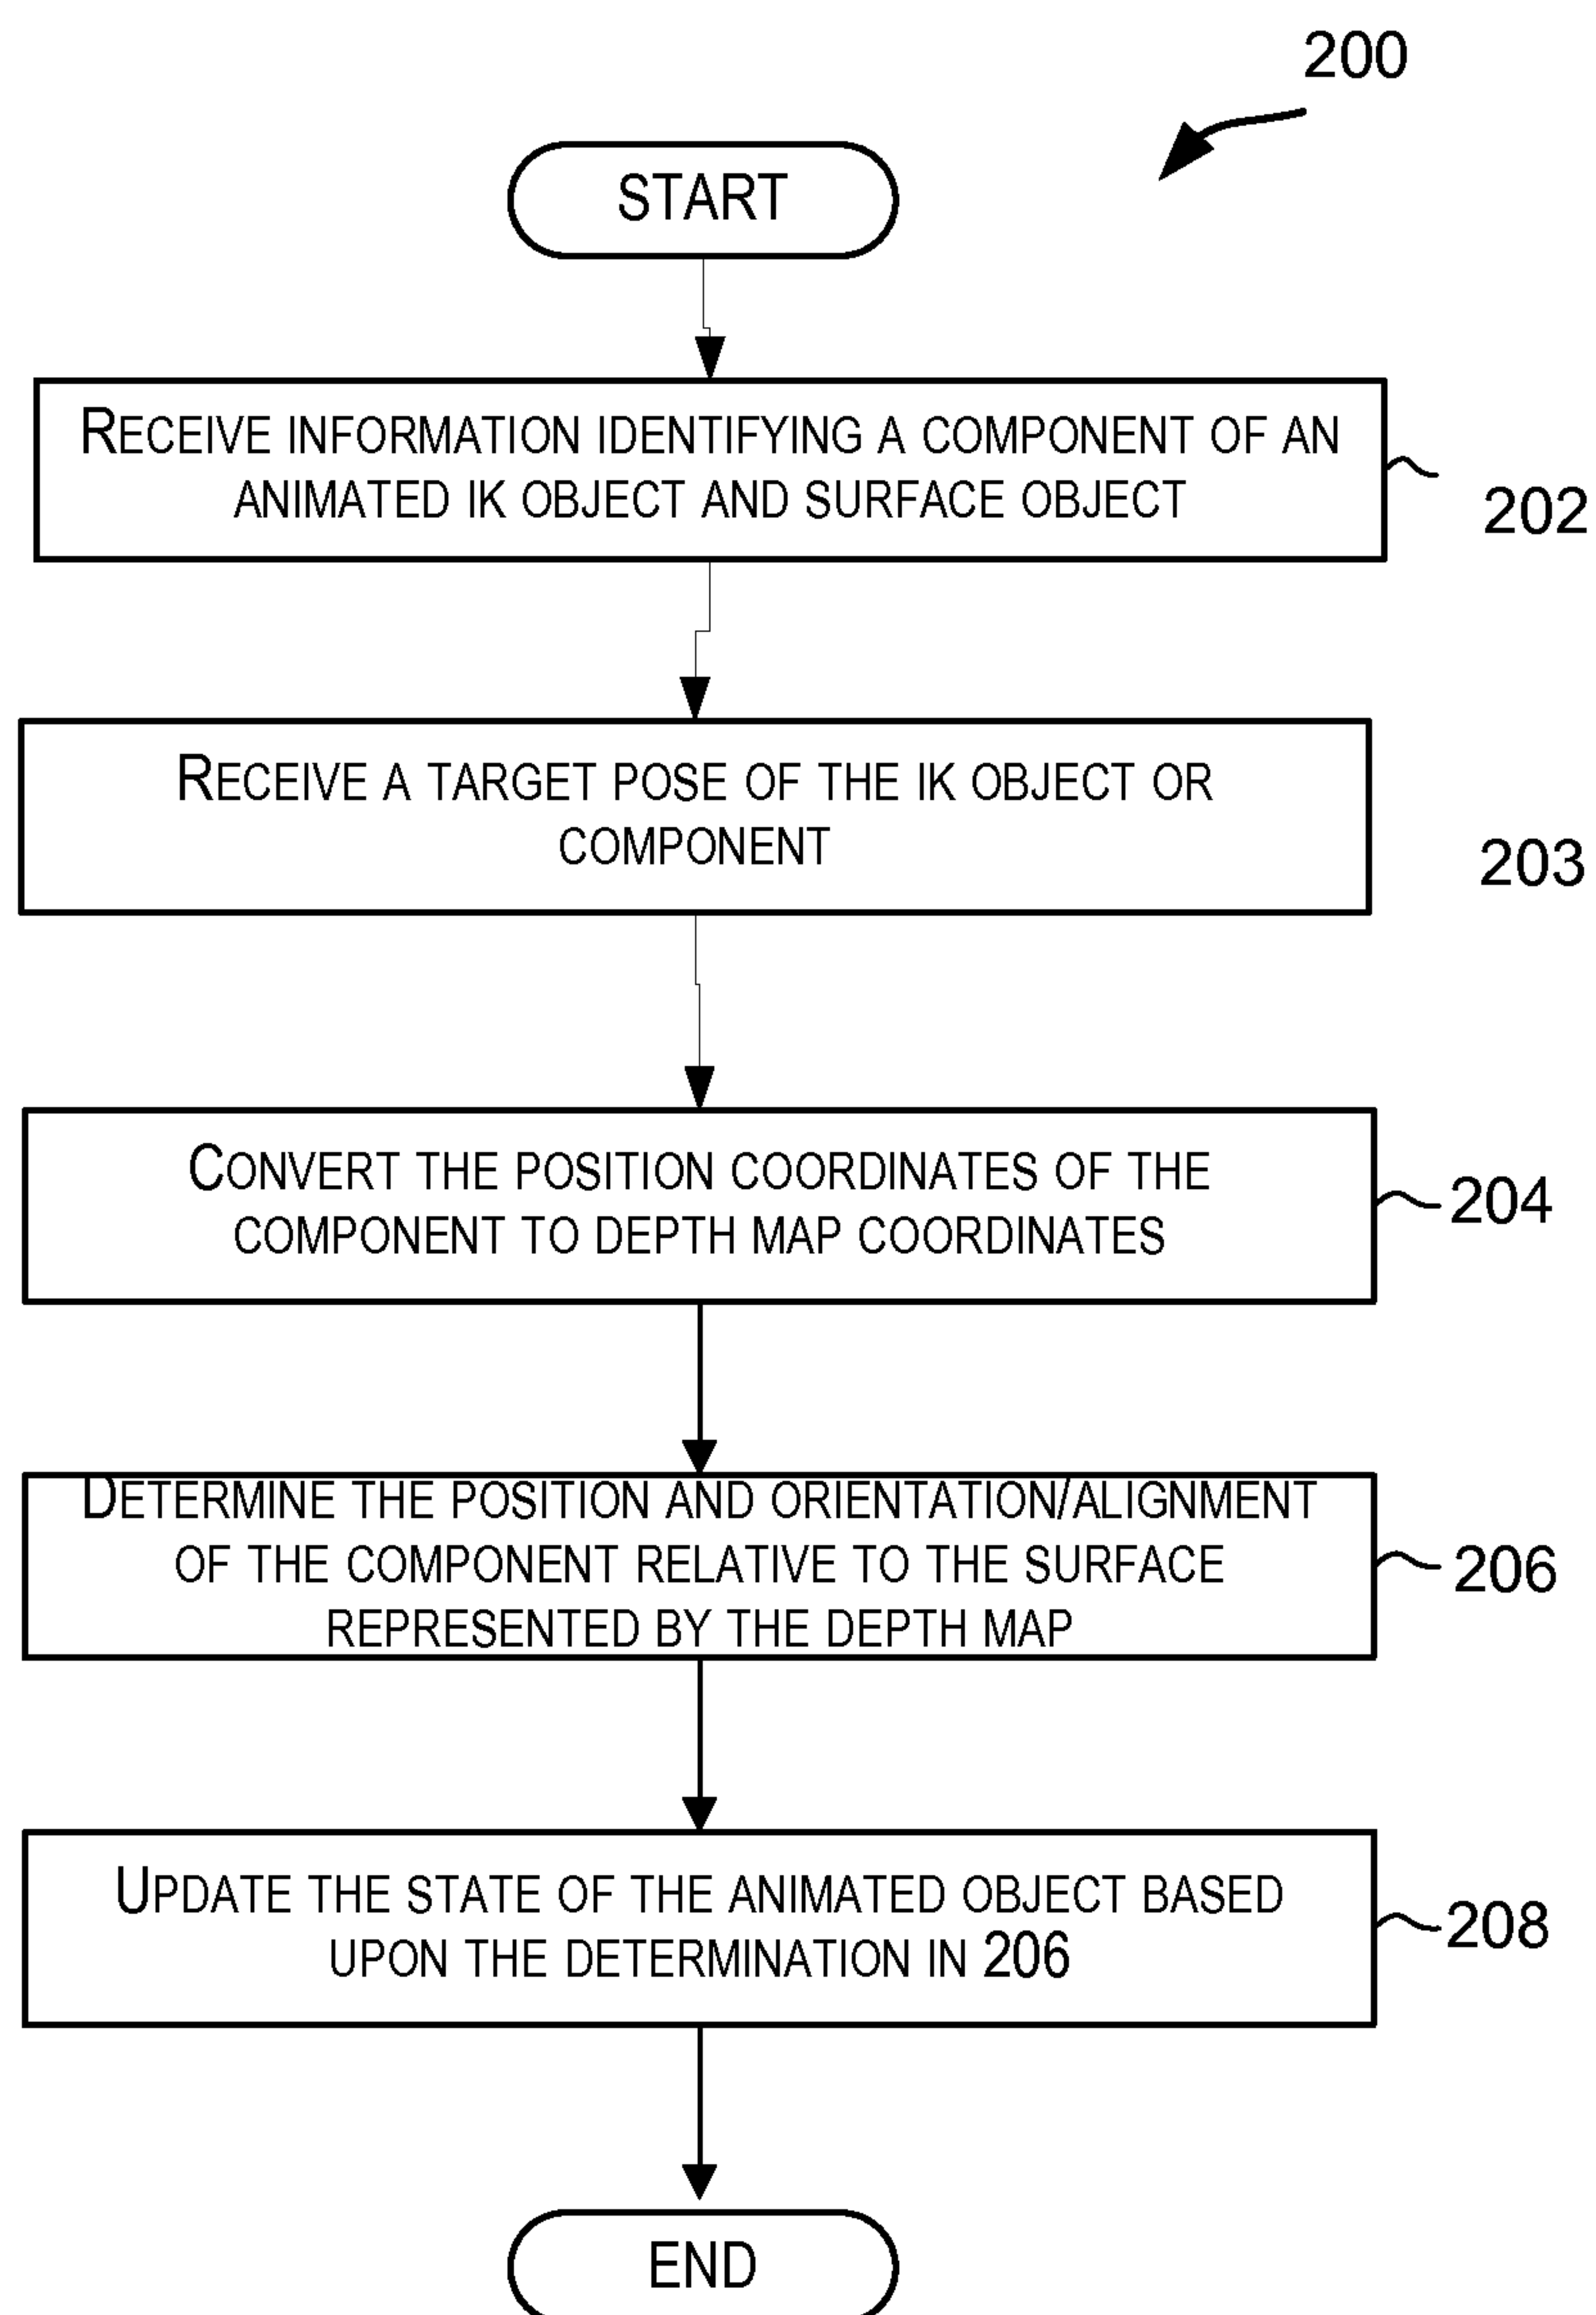 200
START
RECEIVE INFORMATION IDENTIFYING A COMPONENT OF AN
ANIMATED IK OBJECT AND SURFACE OBJECT
202
RECEIVE A TARGET POSE OF THE IK OBJECT OR
COMPONENT
203
CONVERT THE POSITION COORDINATES OF THE
COMPONENT TO DEPTH MAP COORDINATES
204
DETERMINE THE POSITION AND ORIENTATION/ALIGNMENT
OF THE COMPONENT RELATIVE TO THE SURFACE
REPRESENTED BY THE DEPTH MAP
206
UPDATE THE STATE OF THE ANIMATED OBJECT BASED
UPON THE DETERMINATION IN 206
208
END